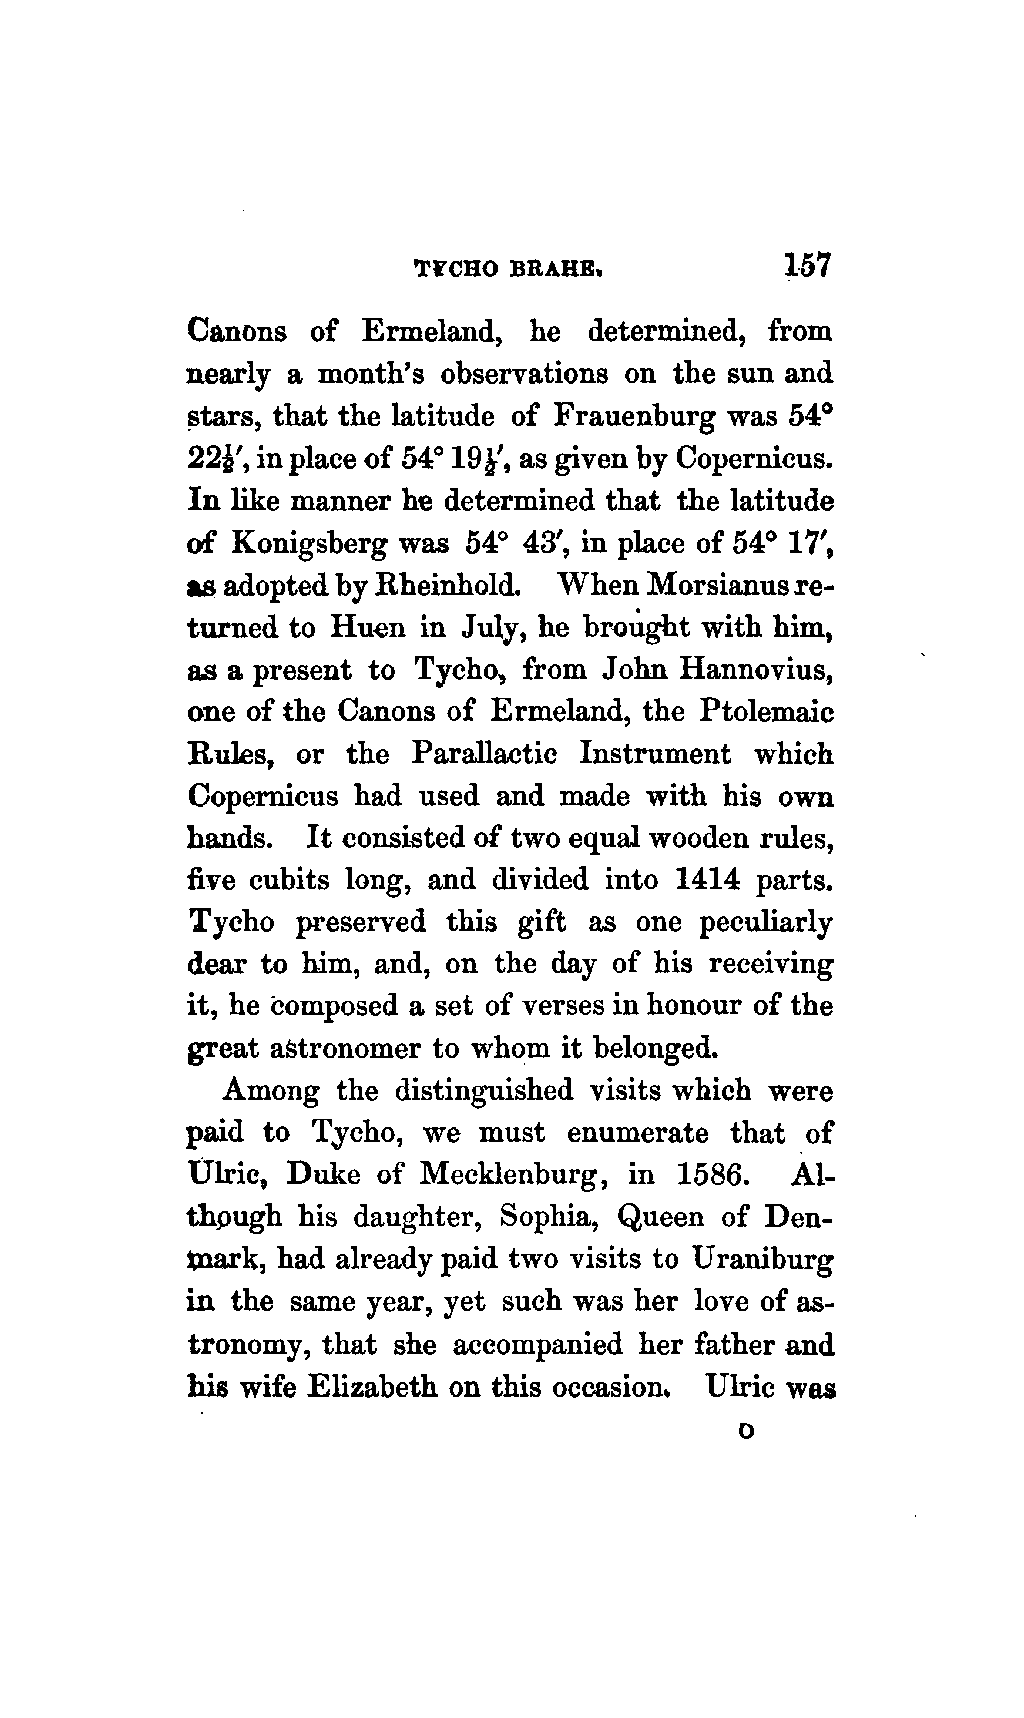 TYCHO BRAHE. 157
Canons of Ermeland, he determined, from
nearly a month's observations on the sun and
stars, that the latitude of Frauenburg was 54°
22½′, in place of 54° 19½′, as given by Copernicus.
In like manner he determined that the latitude
of Konigsberg was 54° 43′, in place of 54° 17′,
as adopted by Rheinhold. When Morsianus re-
turned to Huen in July, he brought with him,
as a present to Tycho, from John Hannovius,
one of the Canons of Ermeland, the Ptolemaic
Rules, or the Parallactic Instrument which
Copernicus had used and made with his own
hands. It consisted of two equal wooden rules,
five cubits long, and divided into 1414 parts.
Tycho preserved this gift as one peculiarly
dear to him, and, on the day of his receiving
it, he composed a set of verses in honour of the
great astronomer to whom it belonged.
Among the distinguished visits which were
paid to Tycho, we must enumerate that of
Ulric, Duke of Mecklenburg, in 1586. Al-
though his daughter, Sophia, Queen of Den-
mark, had already paid two visits to Uraniburg
in the same year, yet such was her love of as-
tronomy, that she accompanied her father and
his wife Elizabeth on this occasion. Ulric was
O